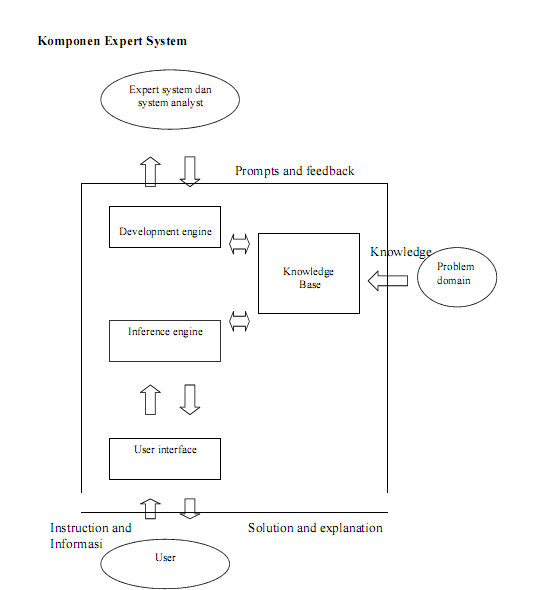 Komponen Expert System
Expert system dan
system analyst
Prompts and feedback
Development engine
Knowledge
Problem
domain
Knowledge
Base
Inference engine
User interface
Instruction and
Informasi
Solution and explanation
User